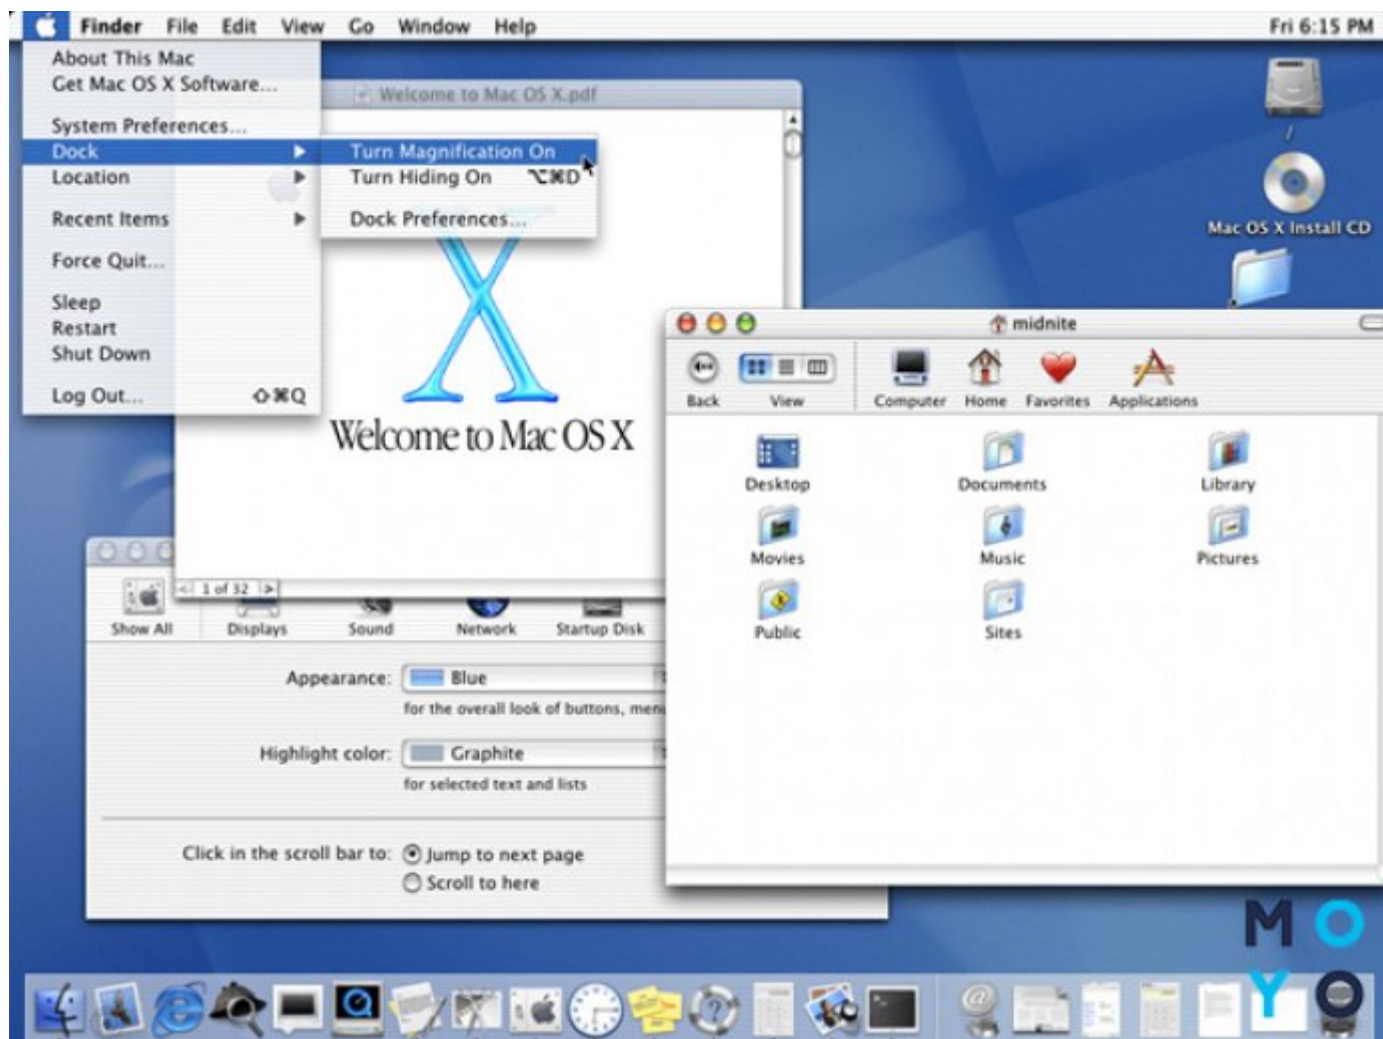 Finder File Edit View Go Window Help Fri 6:15 PM
About This Mac
Get Mac OS X Software...
System Preferences...
Dock
Location
Recent Items
Force Quit...
Sleep
Restart
Shut Down
Log Out... ⇧⌘Q
Turn Magnification On
Turn Hiding On ⌥⌘D
Dock Preferences...
Welcome to Mac OS X.pdf
X
Welcome to Mac OS X
1 of 32
/
Mac OS X Install CD
midnite
Back View Computer Home Favorites Applications
Desktop Documents Library
Movies Music Pictures
Public Sites
Show All Displays Sound Network Startup Disk
Appearance: Blue
for the overall look of buttons, menu
Highlight color: Graphite
for selected text and lists
Click in the scroll bar to: Jump to next page
Scroll to here
MO
YO